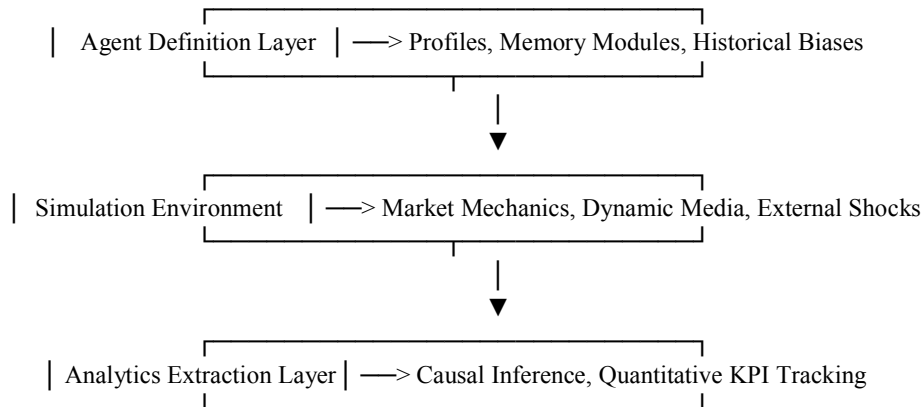 Agent Definition Layer ──> Profiles, Memory Modules, Historical Biases
Simulation Environment ──> Market Mechanics, Dynamic Media, External Shocks
Analytics Extraction Layer ──> Causal Inference, Quantitative KPI Tracking